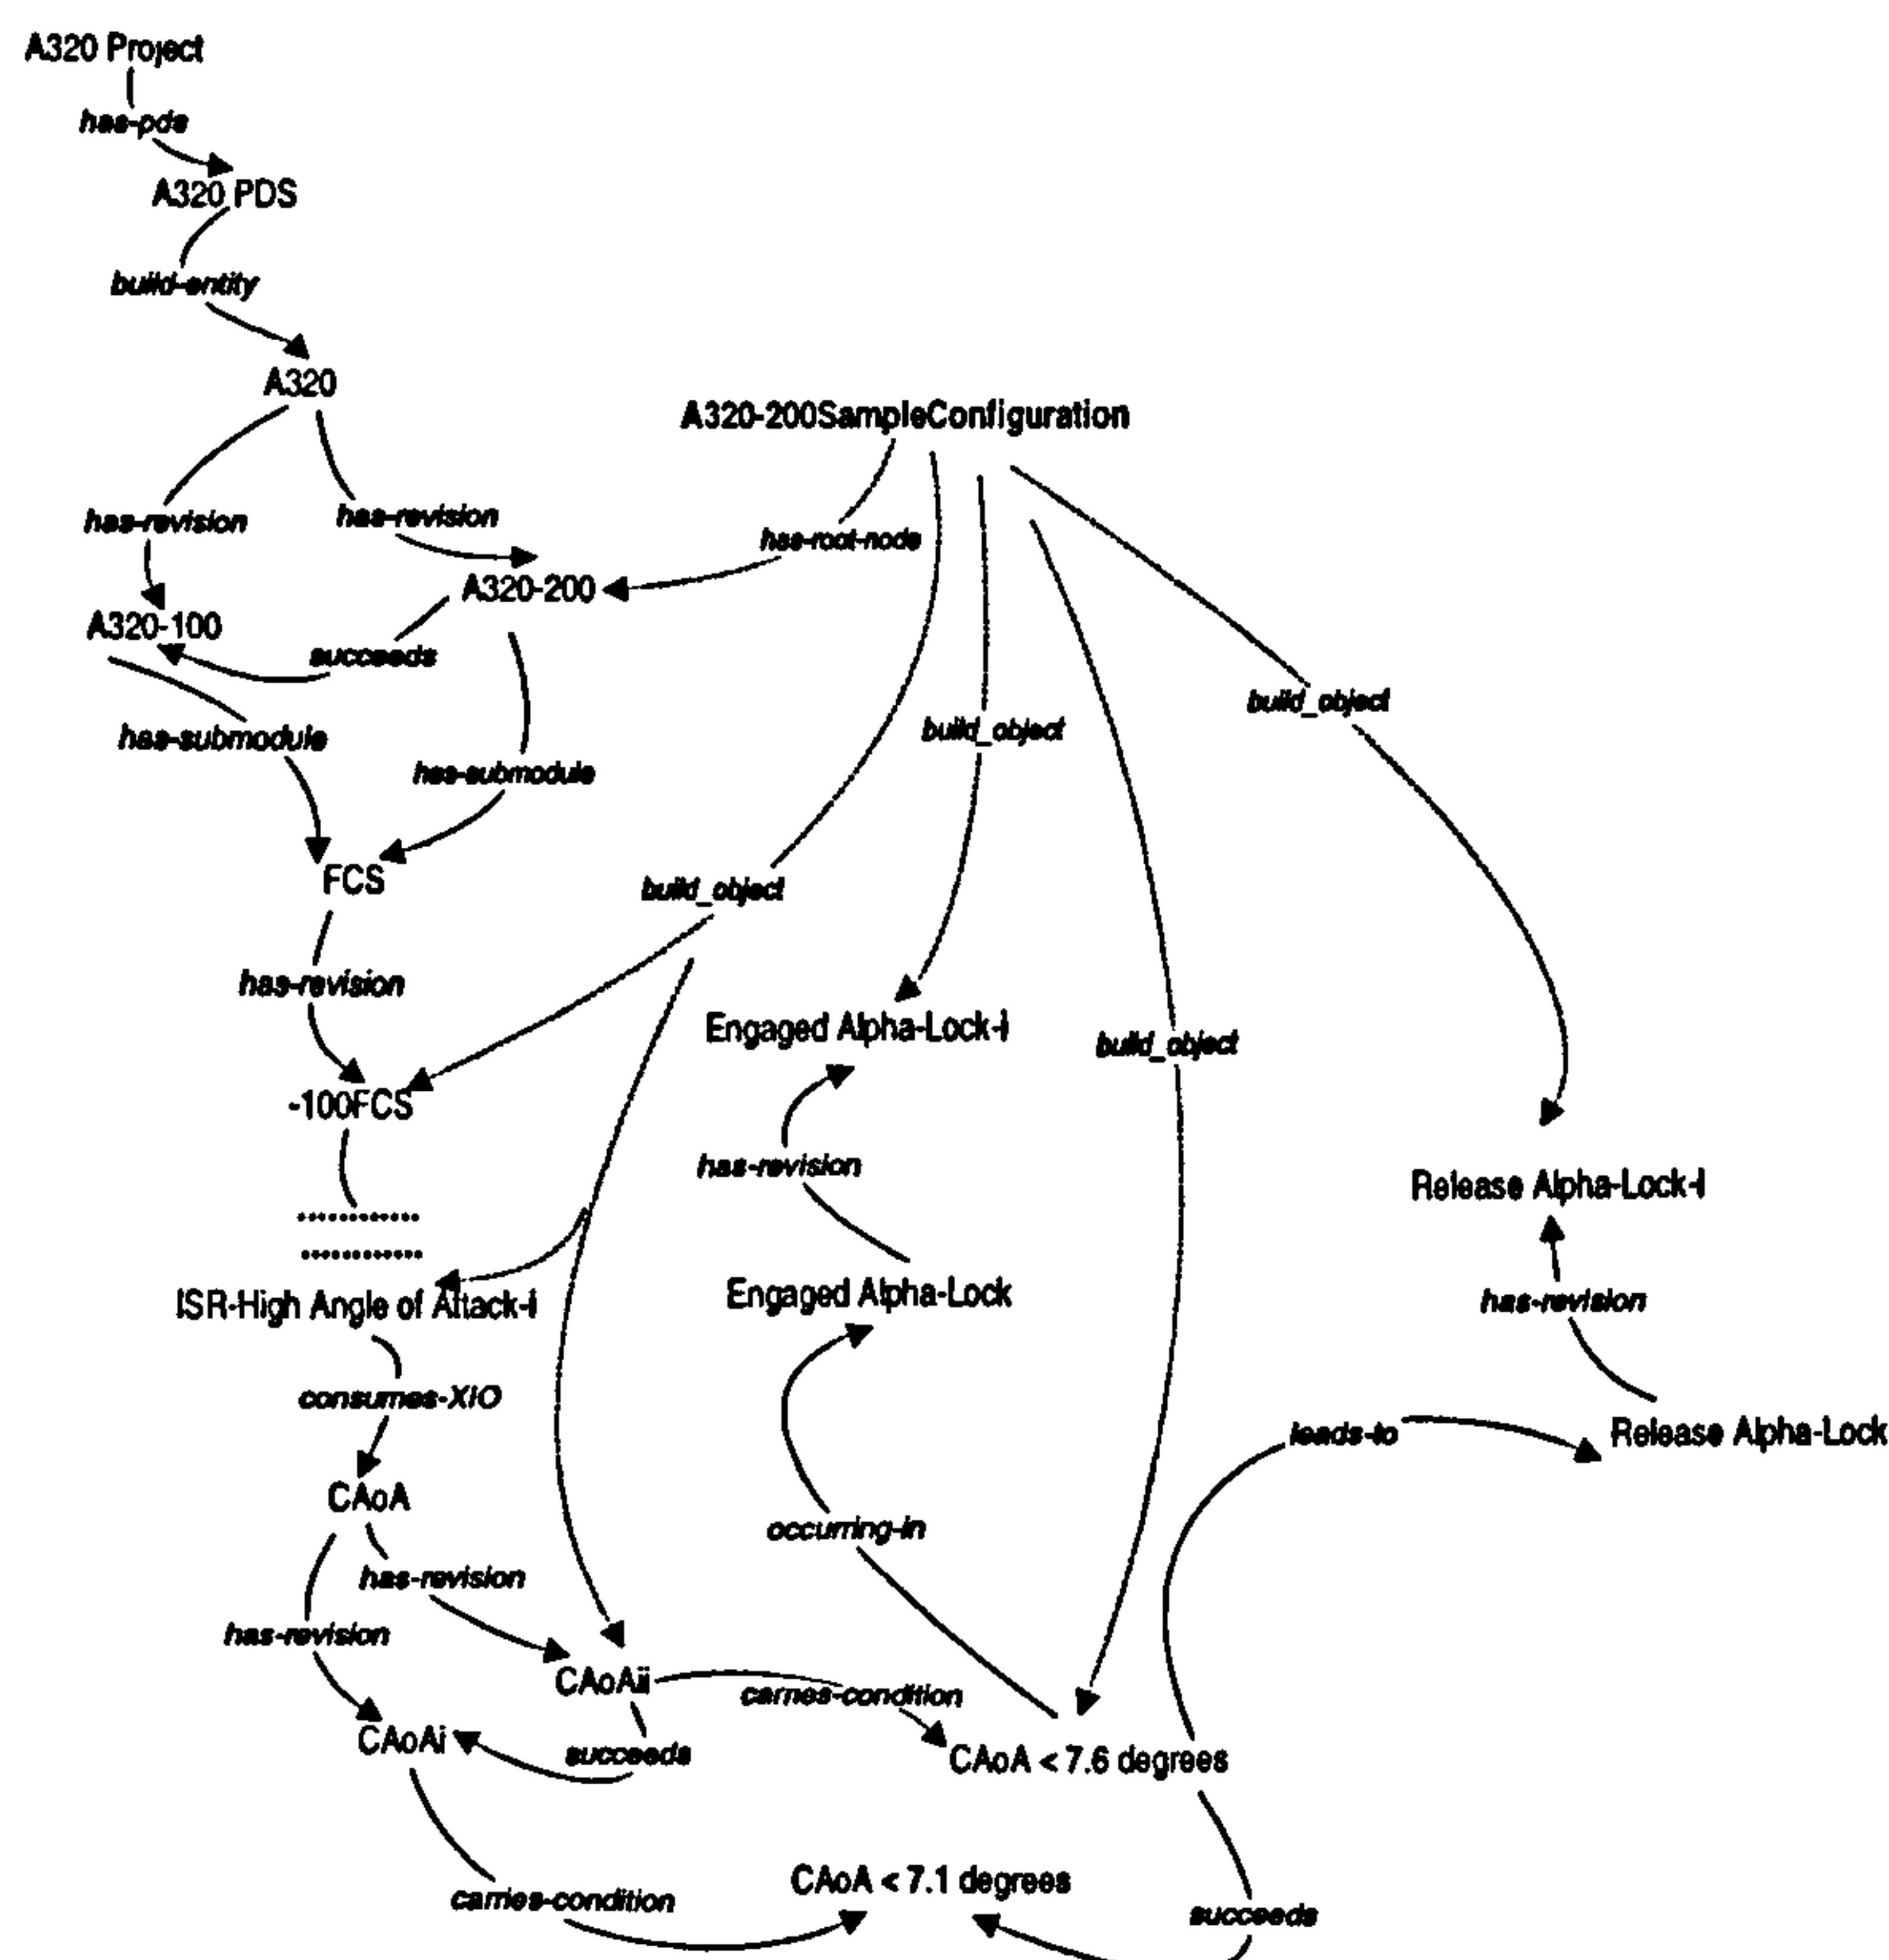 A320 Project
has-pds
A320 PDS
build-entity
A320
A320-200SampleConfiguration
has-revision
has-revision
has-root-node
A320-200
A320-100
succeeds
has-submodule
has-submodule
build_object
build_object
FCS
build_object
has-revision
Engaged Alpha-Lock-I
build_object
-100FCS
has-revision
Release Alpha-Lock-I
ISR-High Angle of Attack-I
Engaged Alpha-Lock
has-revision
consumes-XIO
leads-to
Release Alpha-Lock
CAoA
occurring-in
has-revision
has-revision
CAoAii
carries-condition
CAoAi
succeeds
CAoA < 7.6 degrees
CAoA < 7.1 degrees
carries-condition
succeeds